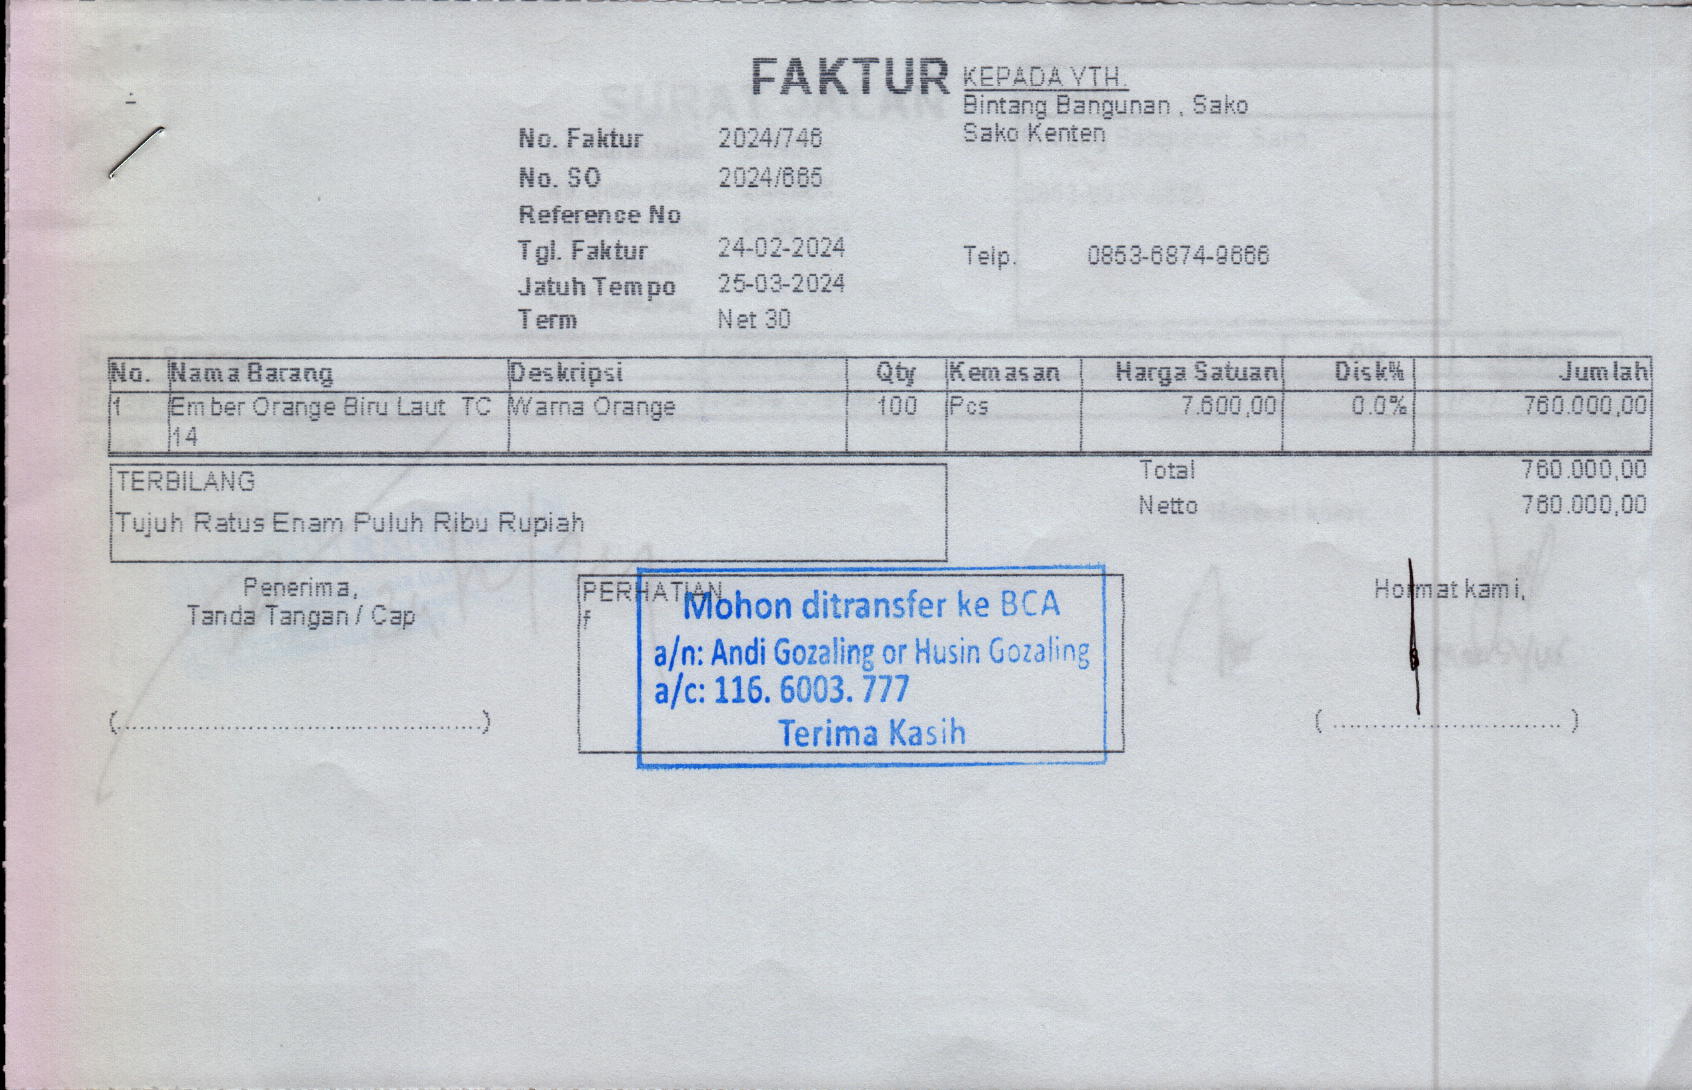 FAKTUR
KEPADA YTH.
Bintang Bangunan , Sako
Sako Kenten
No. Faktur 2024/746
No. SO 2024/665
Reference No
Tgl. Faktur 24-02-2024
Telp. 0853-6874-9666
Jatuh Tempo 25-03-2024
Term Net 30
No. Nama Barang Deskripsi Qty Kemasan Harga Satuan Disk% Jumlah
1 Ember Orange Biru Laut TC Warna Orange 100 Pcs 7.600,00 0.0% 760.000,00
14
Total 760.000,00
TERBILANG
Netto 760.000,00
Tujuh Ratus Enam Puluh Ribu Rupiah
Penerima,
Tanda Tangan / Cap
PERHATIAN
f
Mohon ditransfer ke BCA
a/n: Andi Gozaling or Husin Gozaling
a/c: 116. 6003. 777
Terima Kasih
Hormat kami,
(................................................)
( .............................. )
SURAT JALAN